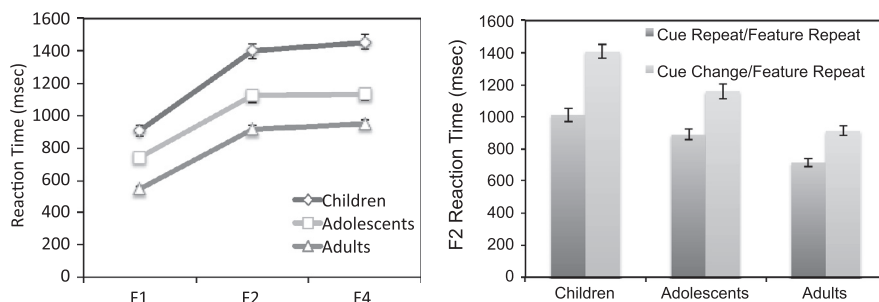 Reaction Time (msec)
1600
1400
1200
1000
800
600
400
200
0
Children
Adolescents
Adults
F1
F2
F4
F2 Reaction Time (msec)
1600
1400
1200
1000
800
600
400
200
0
Cue Repeat/Feature Repeat
Cue Change/Feature Repeat
Children
Adolescents
Adults